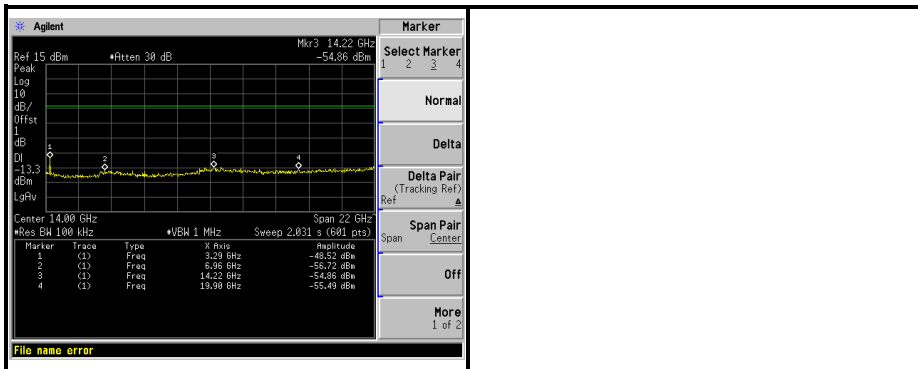 Agilent
Marker
Mkr3 14.22 GHz
Ref 15 dBm #Atten 30 dB -54.86 dBm
Peak
Log
10
dB/
Offst
1
dB
DI
-13.3
dBm
LgAv
1
2
3
4
Center 14.00 GHz Span 22 GHz
#Res BW 100 kHz #VBW 1 MHz Sweep 2.031 s (601 pts)
Marker Trace Type X Axis Amplitude
1 (1) Freq 3.29 GHz -48.52 dBm
2 (1) Freq 6.96 GHz -56.72 dBm
3 (1) Freq 14.22 GHz -54.86 dBm
4 (1) Freq 19.90 GHz -55.49 dBm
File name error
Select Marker
1 2 3 4
Normal
Delta
Delta Pair
(Tracking Ref)
Ref Δ
Span Pair
Span Center
Off
More
1 of 2